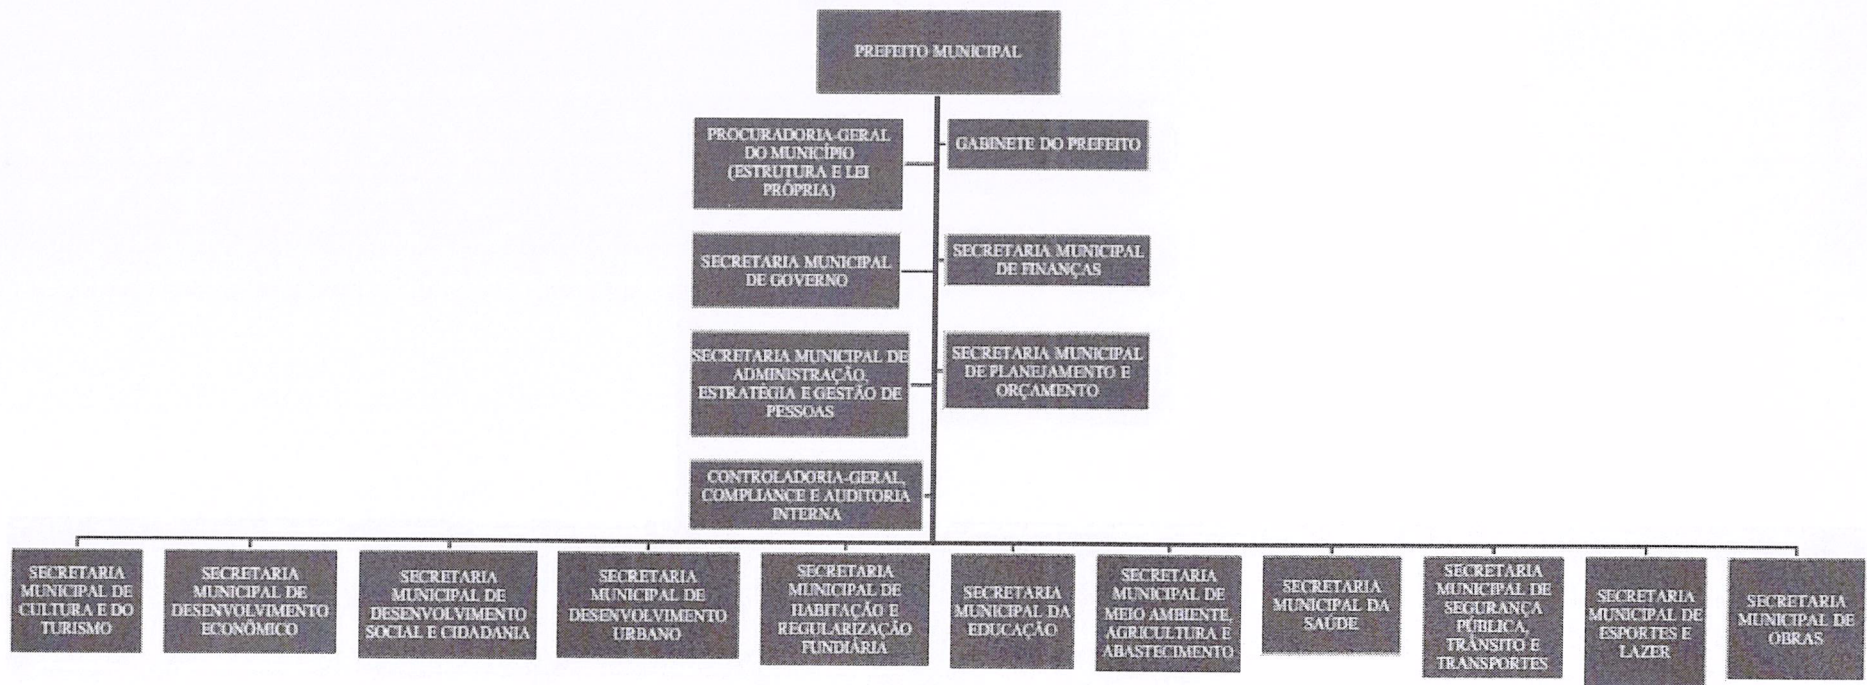 PREFEITO MUNICIPAL
PROCURADORIA-GERAL
DO MUNICÍPIO
(ESTRUTURA E LEI
PRÓPRIA)
GABINETE DO PREFEITO
SECRETARIA MUNICIPAL
DE GOVERNO
SECRETARIA MUNICIPAL
DE FINANÇAS
SECRETARIA MUNICIPAL DE
ADMINISTRAÇÃO,
ESTRATÉGIA E GESTÃO DE
PESSOAS
SECRETARIA MUNICIPAL
DE PLANEJAMENTO E
ORÇAMENTO
CONTROLADORIA-GERAL,
COMPLIANCE E AUDITORIA
INTERNA
SECRETARIA
MUNICIPAL DE
CULTURA E DO
TURISMO
SECRETARIA
MUNICIPAL DE
DESENVOLVIMENTO
ECONÔMICO
SECRETARIA
MUNICIPAL DE
DESENVOLVIMENTO
SOCIAL E CIDADANIA
SECRETARIA
MUNICIPAL DE
DESENVOLVIMENTO
URBANO
SECRETARIA
MUNICIPAL DE
HABITAÇÃO E
REGULARIZAÇÃO
FUNDIÁRIA
SECRETARIA
MUNICIPAL DA
EDUCAÇÃO
SECRETARIA
MUNICIPAL DE
MEIO AMBIENTE,
AGRICULTURA E
ABASTECIMENTO
SECRETARIA
MUNICIPAL DA
SAÚDE
SECRETARIA
MUNICIPAL DE
SEGURANÇA
PÚBLICA,
TRÂNSITO E
TRANSPORTES
SECRETARIA
MUNICIPAL DE
ESPORTES E
LAZER
SECRETARIA
MUNICIPAL DE
OBRAS